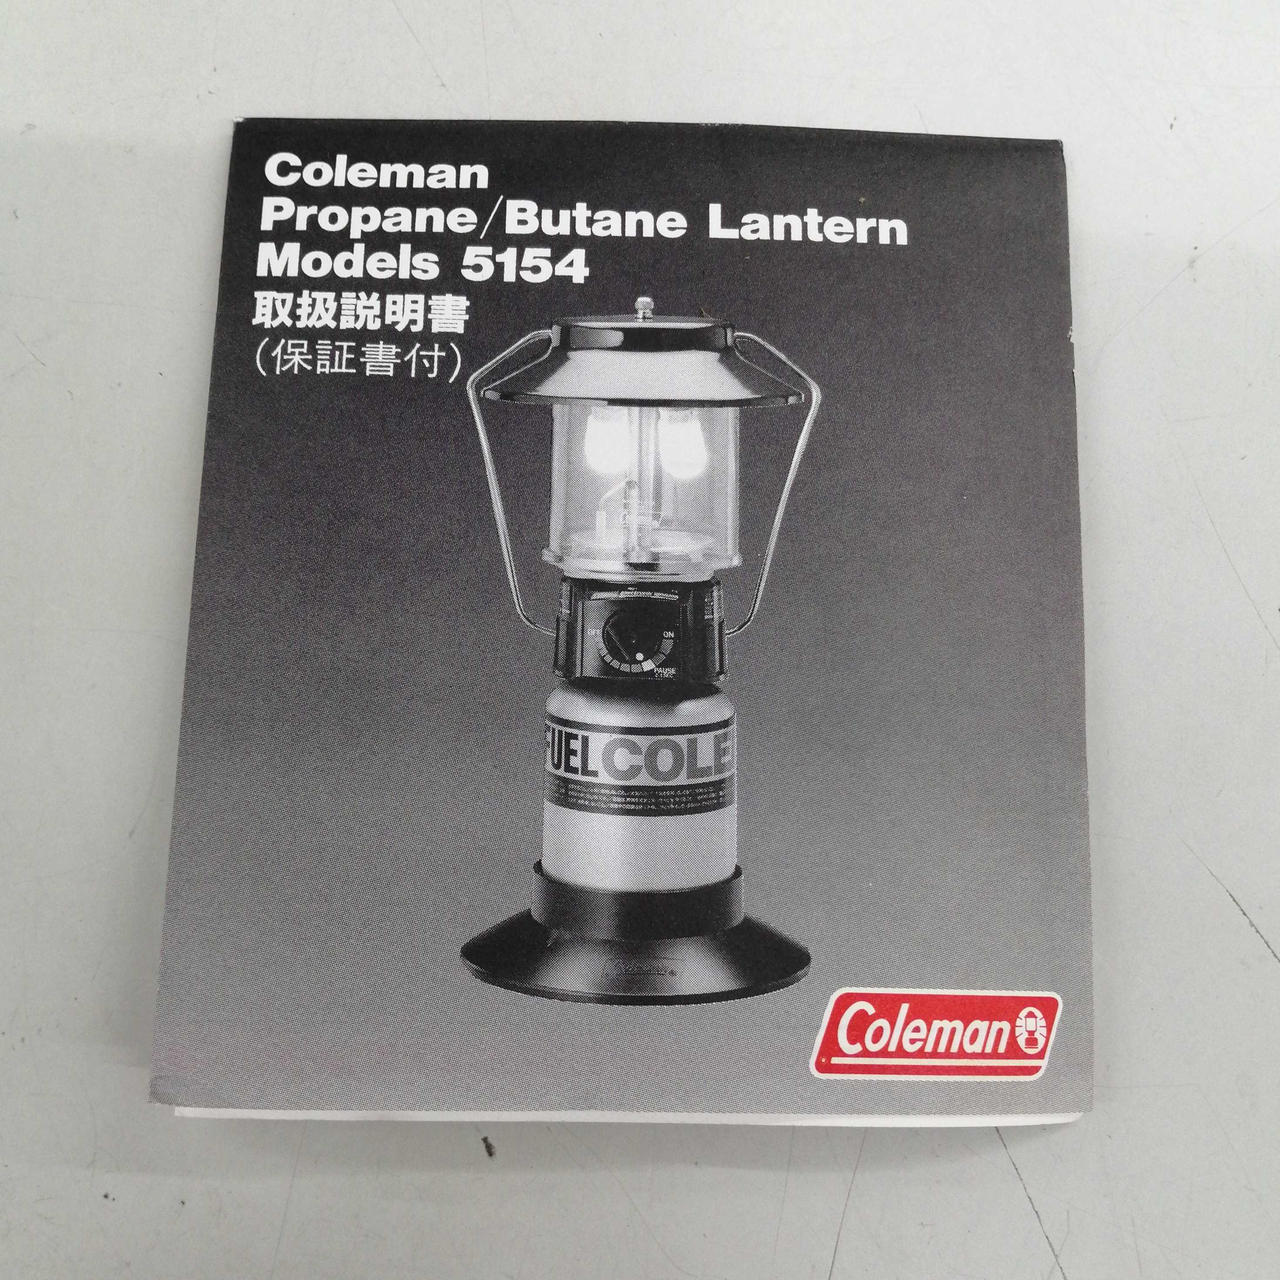 Coleman
Propane/Butane Lantern
Models 5154
取扱説明書
(保証書付)
OFF
ON
FUEL COLE
Coleman